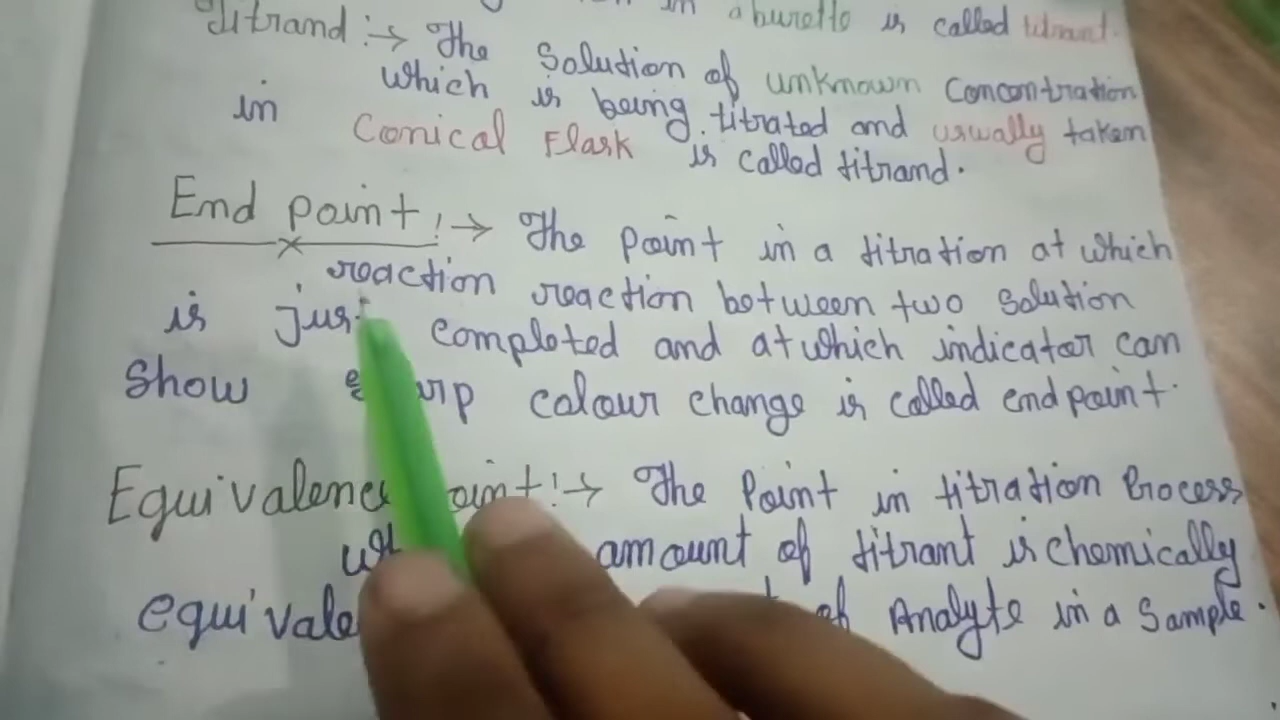 in a burette is called titrant.
Titrand :→ The Solution of unknown Concentration
which is being titrated and usually taken
in Conical Flask is called titrand.
End point :→ The point in a titration at which
reaction reaction between two solution
is just completed and at which indicator can
Show colour change is called end point.
Equivalence :→ The Point in titration Process
amount of titrant is chemically
of Analyte in a Sample.